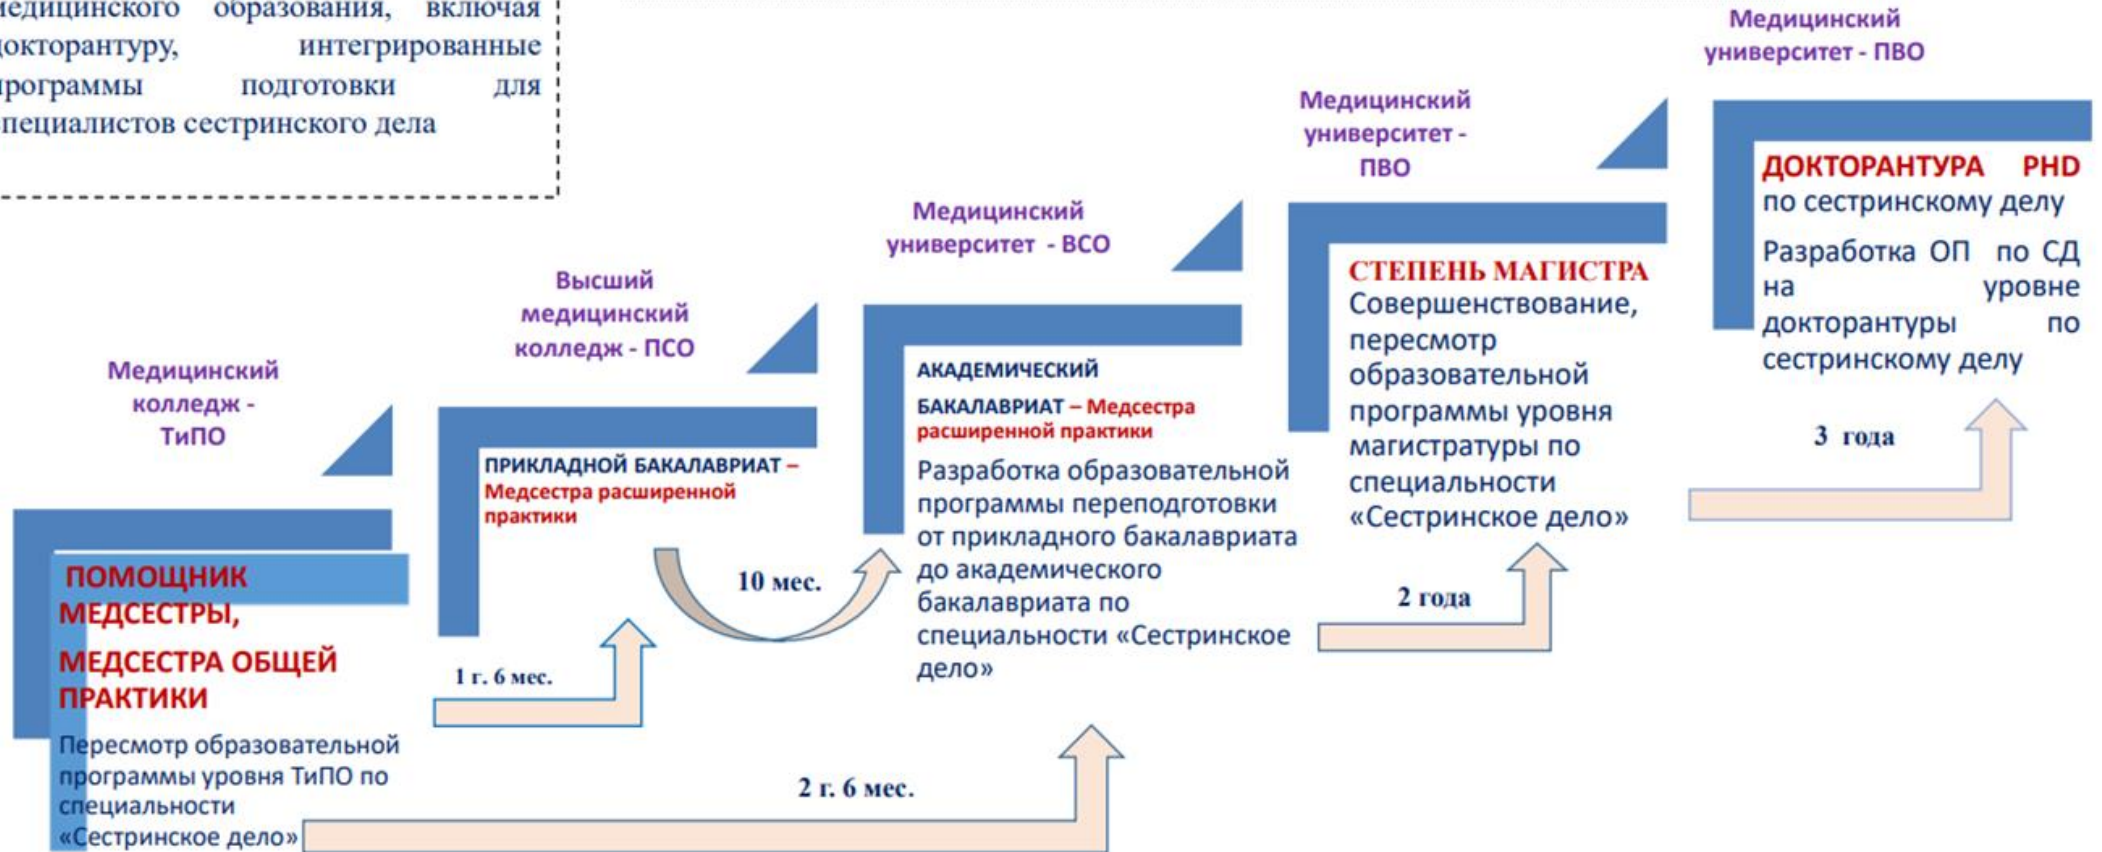 медицинского образования, включая
докторантуру, интегрированные
программы подготовки для
специалистов сестринского дела
Медицинский
колледж -
ТиПО
ПОМОЩНИК
МЕДСЕСТРЫ,
МЕДСЕСТРА ОБЩЕЙ
ПРАКТИКИ
Пересмотр образовательной
программы уровня ТиПО по
специальности
«Сестринское дело»
1 г. 6 мес.
2 г. 6 мес.
Высший
медицинский
колледж - ПСО
ПРИКЛАДНОЙ БАКАЛАВРИАТ –
Медсестра расширенной
практики
10 мес.
Медицинский
университет - ВСО
АКАДЕМИЧЕСКИЙ
БАКАЛАВРИАТ – Медсестра
расширенной практики
Разработка образовательной
программы переподготовки
от прикладного бакалавриата
до академического
бакалавриата по
специальности «Сестринское
дело»
2 года
Медицинский
университет -
ПВО
СТЕПЕНЬ МАГИСТРА
Совершенствование,
пересмотр
образовательной
программы уровня
магистратуры по
специальности
«Сестринское дело»
3 года
Медицинский
университет - ПВО
ДОКТОРАНТУРА PHD
по сестринскому делу
Разработка ОП по СД
на уровне
докторантуры по
сестринскому делу